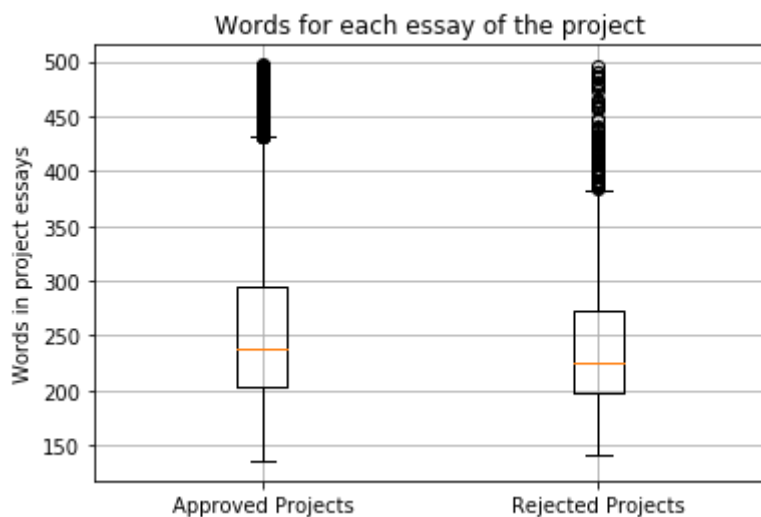 Words for each essay of the project
Words in project essays
500
450
400
350
300
250
200
150
Approved Projects
Rejected Projects